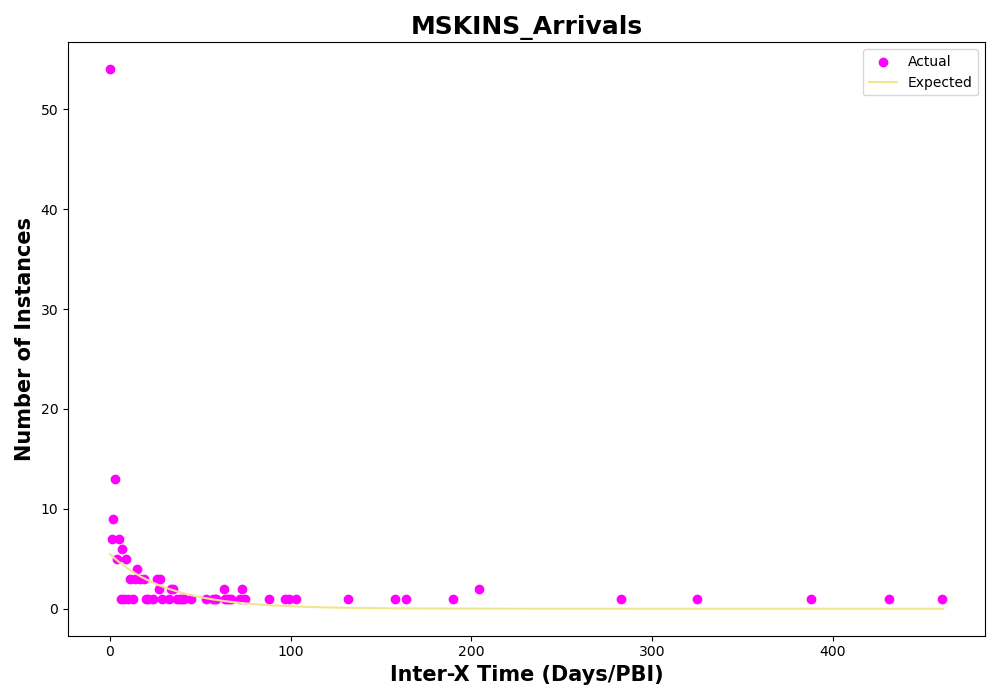 MSKINS_Arrivals
Actual
Expected
Number of Instances
50
40
30
20
10
0
0 100 200 300 400
Inter-X Time (Days/PBI)